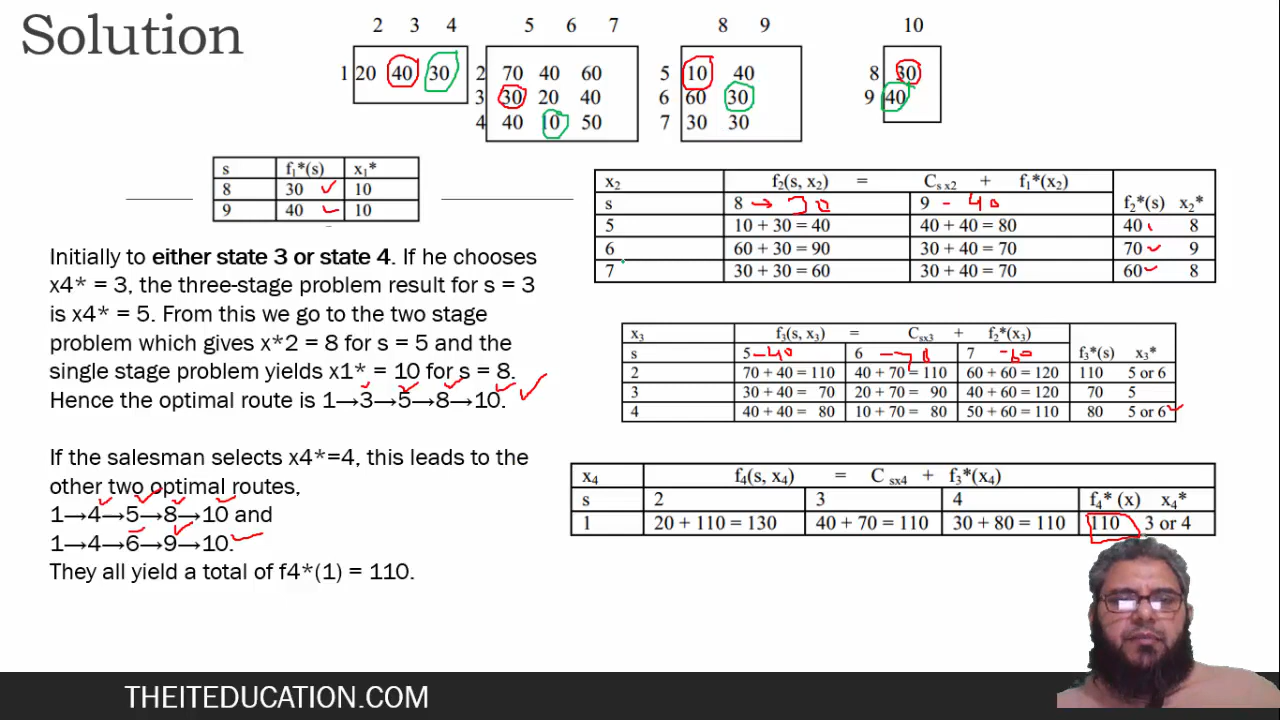 Solution
2 3 4
1 20 40 30
5 6 7
2 70 40 60
3 30 20 40
4 40 10 50
8 9
5 10 40
6 60 30
7 30 30
10
8 30
9 40
s f₁*(s) x₁*
8 30 10
9 40 10
x₂ f₂(s, x₂) = Cₛ ₓ₂ + f₁*(x₂)
s 8 → 30 9 - 40 f₂*(s) x₂*
5 10 + 30 = 40 40 + 40 = 80 40 8
6 60 + 30 = 90 30 + 40 = 70 70 9
7 30 + 30 = 60 30 + 40 = 70 60 8
Initially to either state 3 or state 4. If he chooses
x4* = 3, the three-stage problem result for s = 3
is x4* = 5. From this we go to the two stage
problem which gives x*2 = 8 for s = 5 and the
single stage problem yields x1* = 10 for s = 8.
Hence the optimal route is 1→3→5→8→10.
If the salesman selects x4*=4, this leads to the
other two optimal routes,
1→4→5→8→10 and
1→4→6→9→10.
They all yield a total of f4*(1) = 110.
x₃ f₃(s, x₃) = Cₛₓ₃ + f₂*(x₃)
s 5 - 40 6 7 - 60 f₃*(s) x₃*
2 70 + 40 = 110 40 + 70 = 110 60 + 60 = 120 110 5 or 6
3 30 + 40 = 70 20 + 70 = 90 40 + 60 = 120 70 5
4 40 + 40 = 80 10 + 70 = 80 50 + 60 = 110 80 5 or 6
x₄ f₄(s, x₄) = C ₛₓ₄ + f₃*(x₄)
s 2 3 4 f₄* (x) x₄*
1 20 + 110 = 130 40 + 70 = 110 30 + 80 = 110 110 3 or 4
THEITEDUCATION.COM